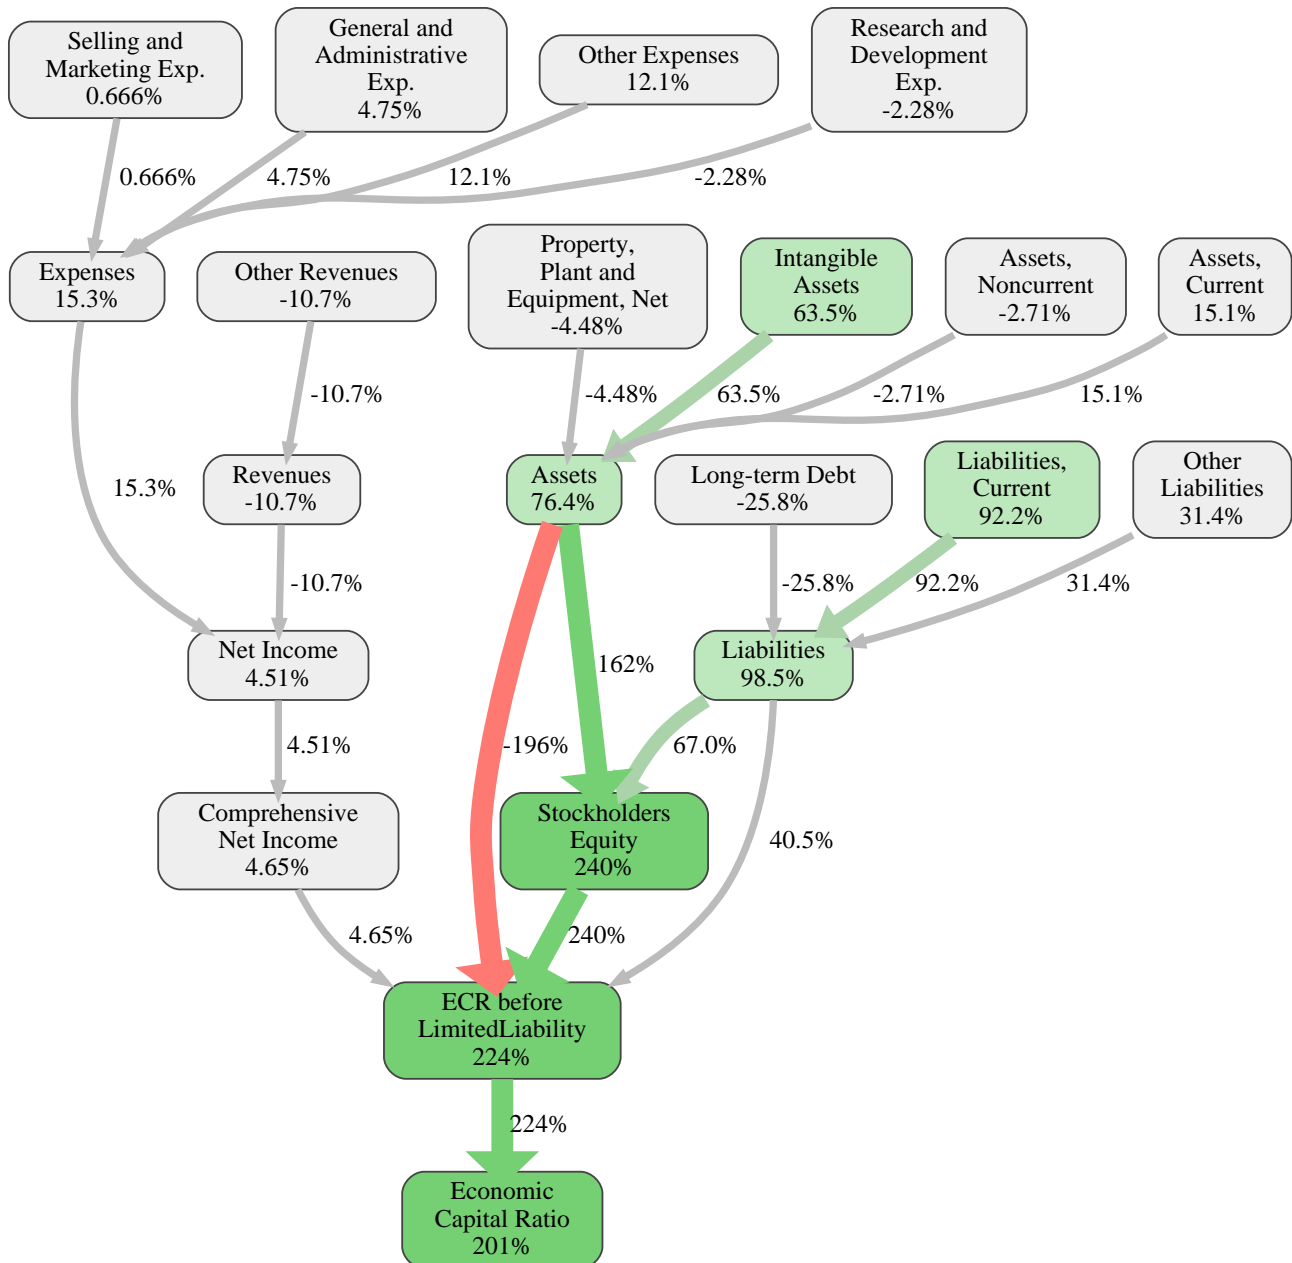 Selling and
Marketing Exp.
0.666%
General and
Administrative
Exp.
4.75%
Other Expenses
12.1%
Research and
Development
Exp.
-2.28%
0.666%
4.75%
12.1%
-2.28%
Expenses
15.3%
Other Revenues
-10.7%
Property,
Plant and
Equipment, Net
-4.48%
Intangible
Assets
63.5%
Assets,
Noncurrent
-2.71%
Assets,
Current
15.1%
-10.7%
-4.48%
63.5%
-2.71%
15.1%
15.3%
Revenues
-10.7%
Assets
76.4%
Long-term Debt
-25.8%
Liabilities,
Current
92.2%
Other
Liabilities
31.4%
-10.7%
-25.8%
92.2%
31.4%
Net Income
4.51%
162%
Liabilities
98.5%
4.51%
-196%
67.0%
Comprehensive
Net Income
4.65%
Stockholders
Equity
240%
40.5%
4.65%
240%
ECR before
LimitedLiability
224%
224%
Economic
Capital Ratio
201%